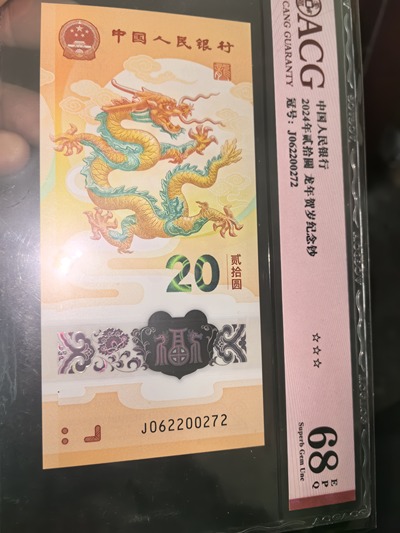 中国人民银行
20
贰拾圆
福
J062200272
ACG
CANG GUARANTY
中国人民银行
2024年贰拾圆 龙年贺岁纪念钞
冠号: J062200272
☆☆☆
68
EPQ
Superb Gem Unc